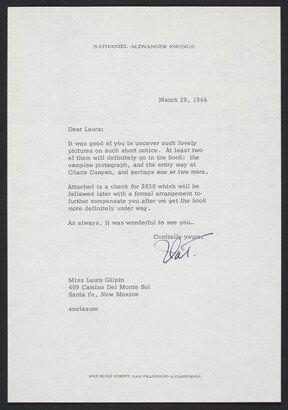 NATHANIEL ALEXANDER OWINGS
March 29, 1966
Dear Laura:
It was good of you to uncover such lovely
pictures on such short notice. At least two
of them will definitely go in the book: the
complex pictograph, and the entry way at
Chaco Canyon, and perhaps one or two more.
Attached is a check for $250 which will be
followed later with a formal arrangement to
further compensate you after we get the book
more definitely under way.
As always, it was wonderful to see you.
Cordially yours,
Nat.
Miss Laura Gilpin
409 Camino Del Monte Sol
Santa Fe, New Mexico
enclosure
STREET, SAN FRANCISCO 4 CALIFORNIA